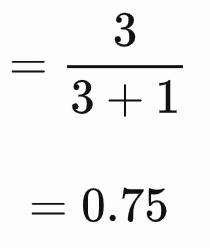 = 3 / (3 + 1)
= 0.75